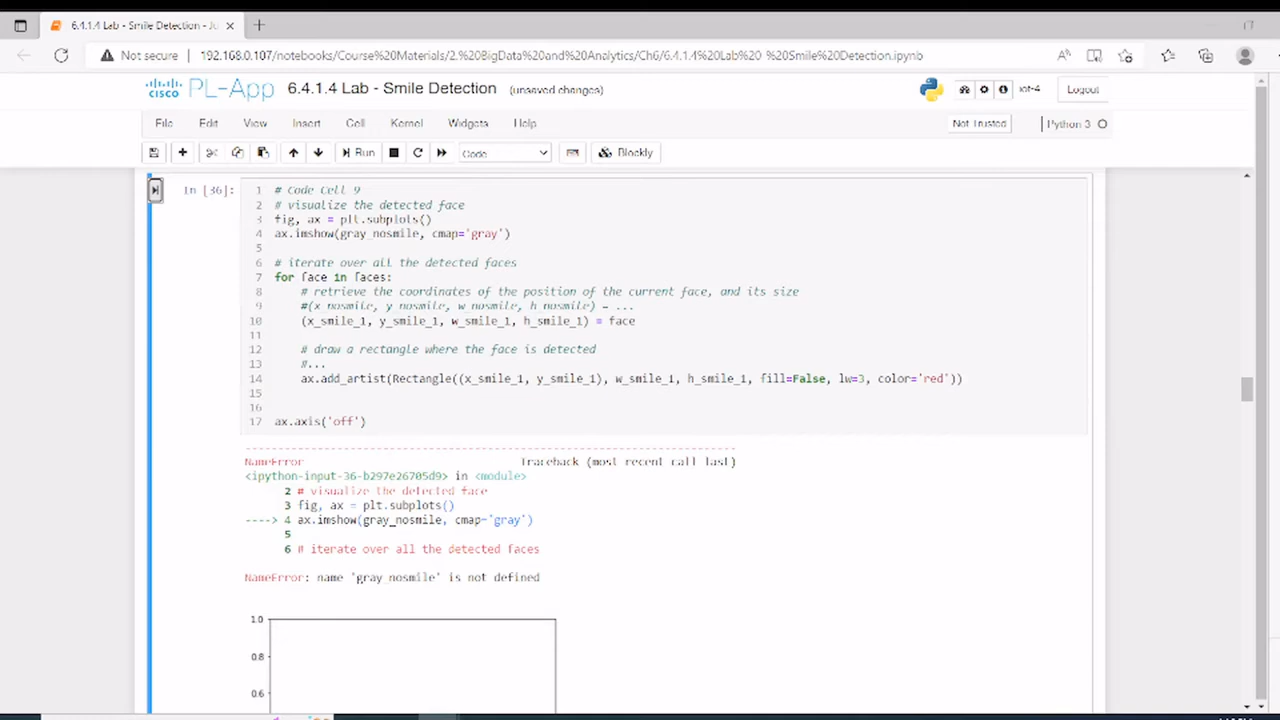 6.4.1.4 Lab - Smile Detection - Ju
Not secure 192.168.0.107/notebooks/Course%20Materials/2.%20BigData%20and%20Analytics/Ch6/6.4.1.4%20Lab%20 %20Smile%20Detection.ipynb
cisco PL-App 6.4.1.4 Lab - Smile Detection (unsaved changes) iot-4 Logout
File Edit View Insert Cell Kernel Widgets Help Not Trusted Python 3
Run Code Blockly
In [36]:
1 # Code Cell 9
2 # visualize the detected face
3 fig, ax = plt.subplots()
4 ax.imshow(gray_nosmile, cmap='gray')
5
6 # iterate over all the detected faces
7 for face in faces:
8 # retrieve the coordinates of the position of the current face, and its size
9 #(x_nosmile, y_nosmile, w_nosmile, h_nosmile) = ...
10 (x_smile_1, y_smile_1, w_smile_1, h_smile_1) = face
11
12 # draw a rectangle where the face is detected
13 #...
14 ax.add_artist(Rectangle((x_smile_1, y_smile_1), w_smile_1, h_smile_1, fill=False, lw=3, color='red'))
15
16
17 ax.axis('off')
---------------------------------------------------------------------------
NameError Traceback (most recent call last)
<ipython-input-36-b297e26705d9> in <module>
2 # visualize the detected face
3 fig, ax = plt.subplots()
----> 4 ax.imshow(gray_nosmile, cmap='gray')
5
6 # iterate over all the detected faces
NameError: name 'gray_nosmile' is not defined
1.0
0.8
0.6